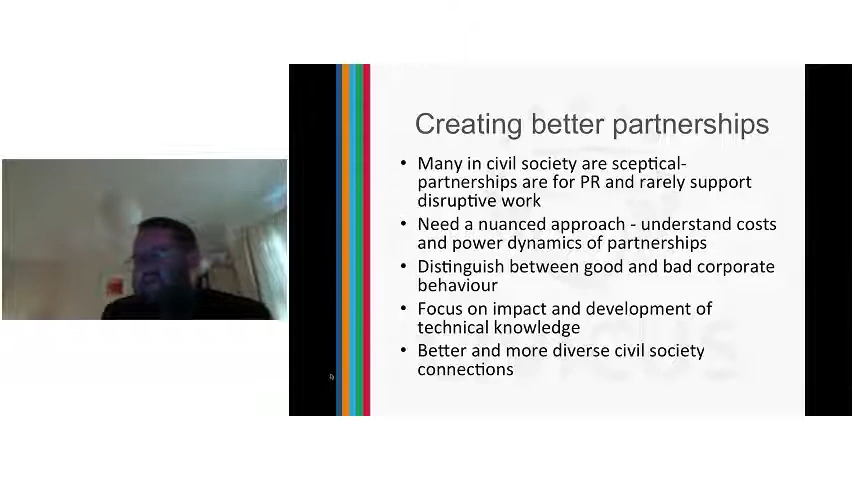 Creating better partnerships
• Many in civil society are sceptical-
partnerships are for PR and rarely support
disruptive work
• Need a nuanced approach - understand costs
and power dynamics of partnerships
• Distinguish between good and bad corporate
behaviour
• Focus on impact and development of
technical knowledge
• Better and more diverse civil society
connections